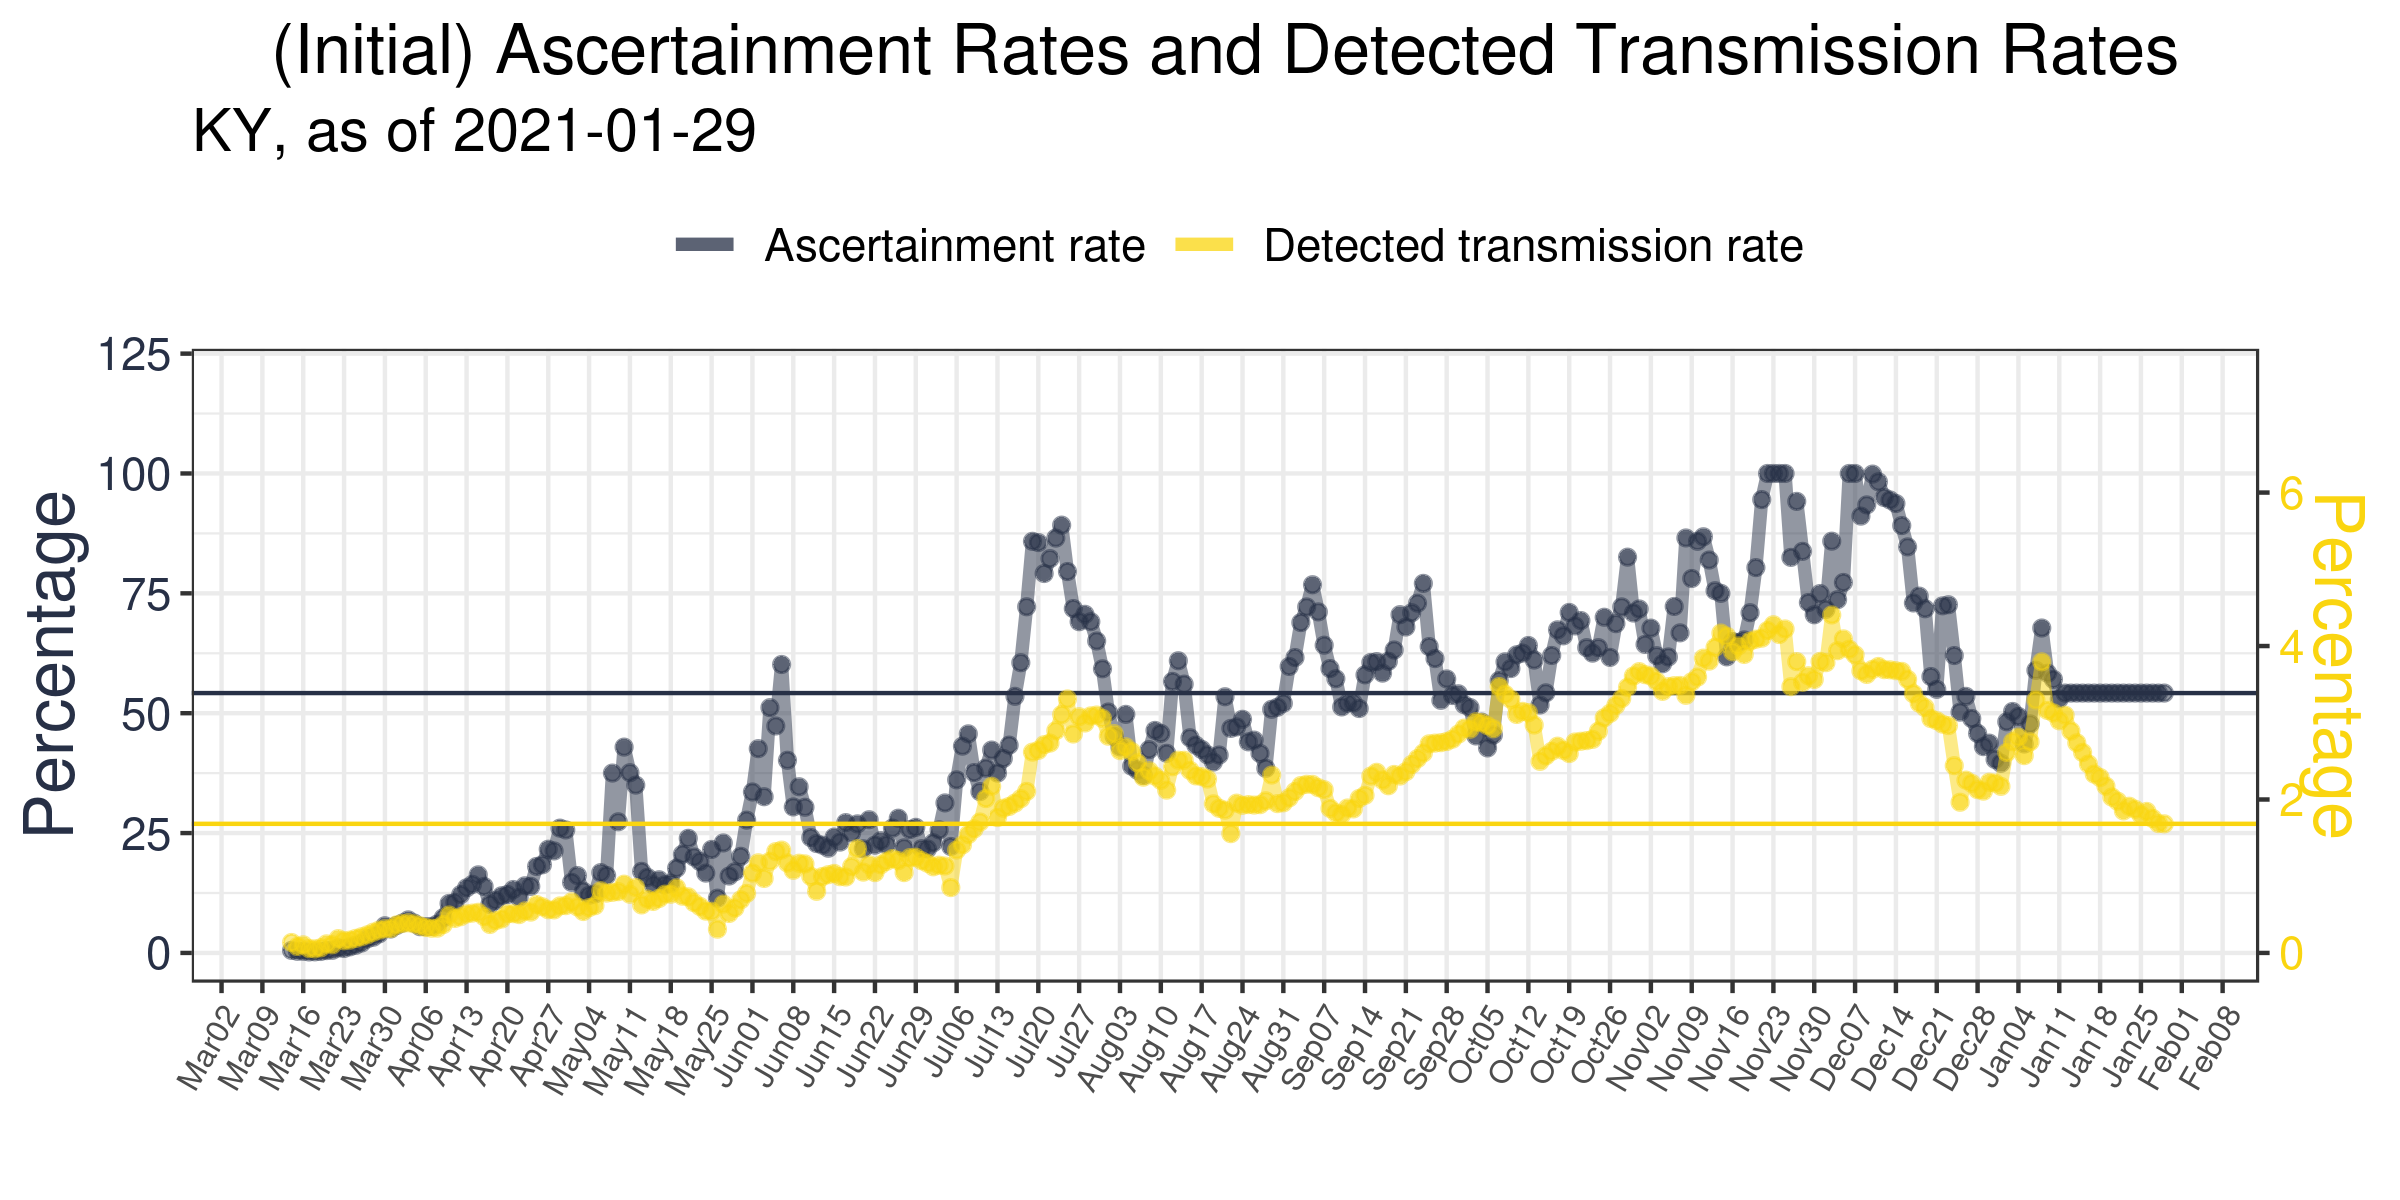 (Initial) Ascertainment Rates and Detected Transmission Rates
KY, as of 2021-01-29
Ascertainment rate
Detected transmission rate
125
100
75
50
25
0
Percentage
6
4
2
0
Percentage
Mar02
Mar09
Mar16
Mar23
Mar30
Apr06
Apr13
Apr20
Apr27
May04
May11
May18
May25
Jun01
Jun08
Jun15
Jun22
Jun29
Jul06
Jul13
Jul20
Jul27
Aug03
Aug10
Aug17
Aug24
Aug31
Sep07
Sep14
Sep21
Sep28
Oct05
Oct12
Oct19
Oct26
Nov02
Nov09
Nov16
Nov23
Nov30
Dec07
Dec14
Dec21
Dec28
Jan04
Jan11
Jan18
Jan25
Feb01
Feb08